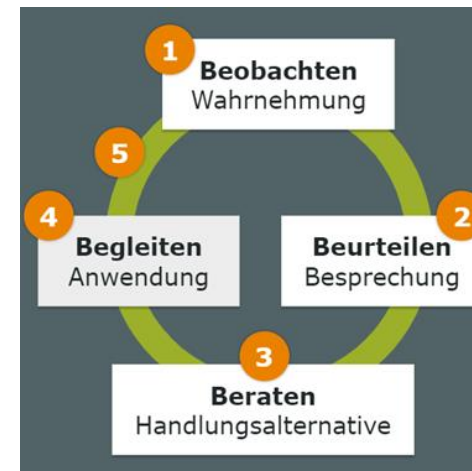 1
Beobachten
Wahrnehmung
2
Beurteilen
Besprechung
3
Beraten
Handlungsalternative
4
Begleiten
Anwendung
5